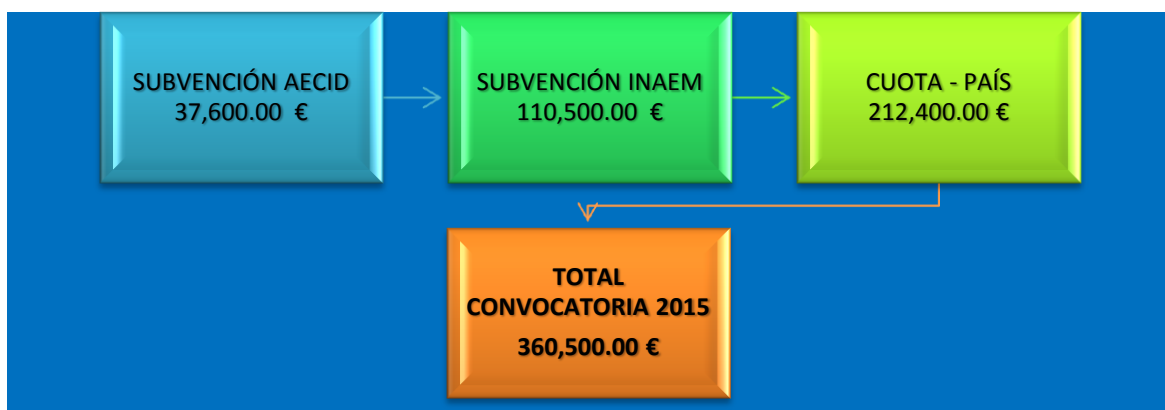 SUBVENCIÓN AECID
37,600.00 €
SUBVENCIÓN INAEM
110,500.00 €
CUOTA - PAÍS
212,400.00 €
TOTAL
CONVOCATORIA 2015
360,500.00 €